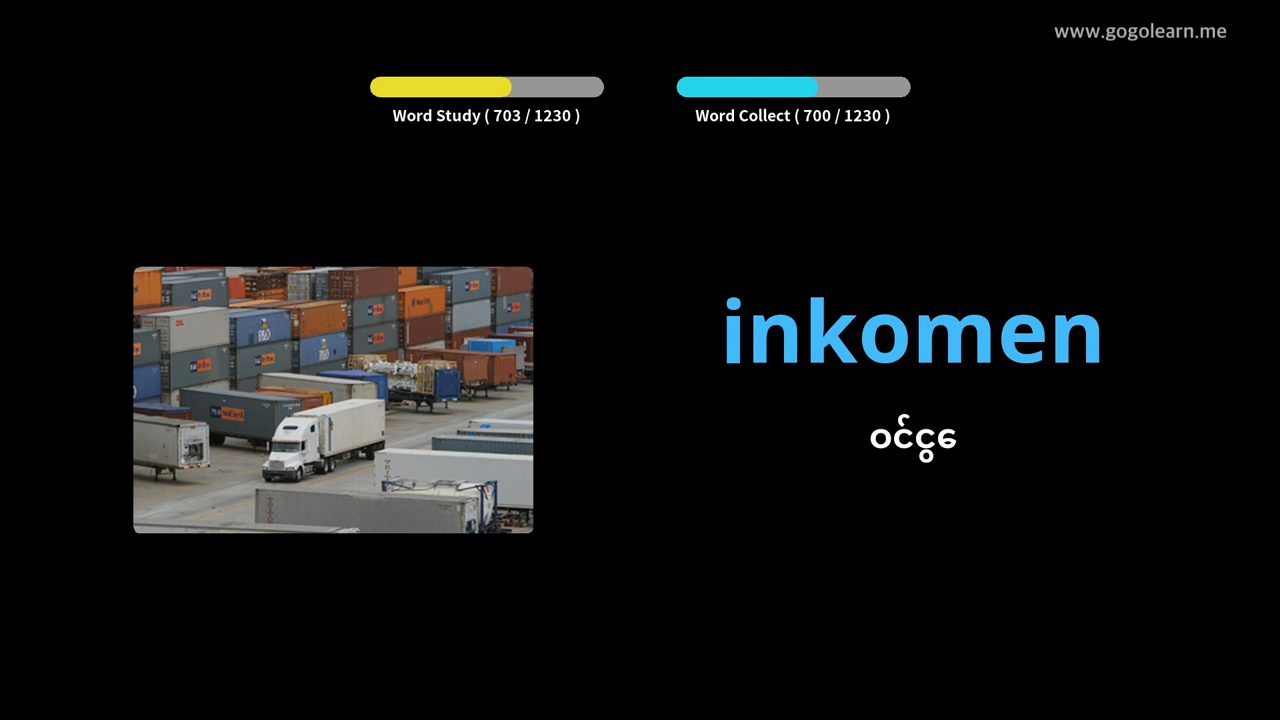 www.gogolearn.me
Word Study ( 703 / 1230 )
Word Collect ( 700 / 1230 )
inkomen
ဝင်ငွေ